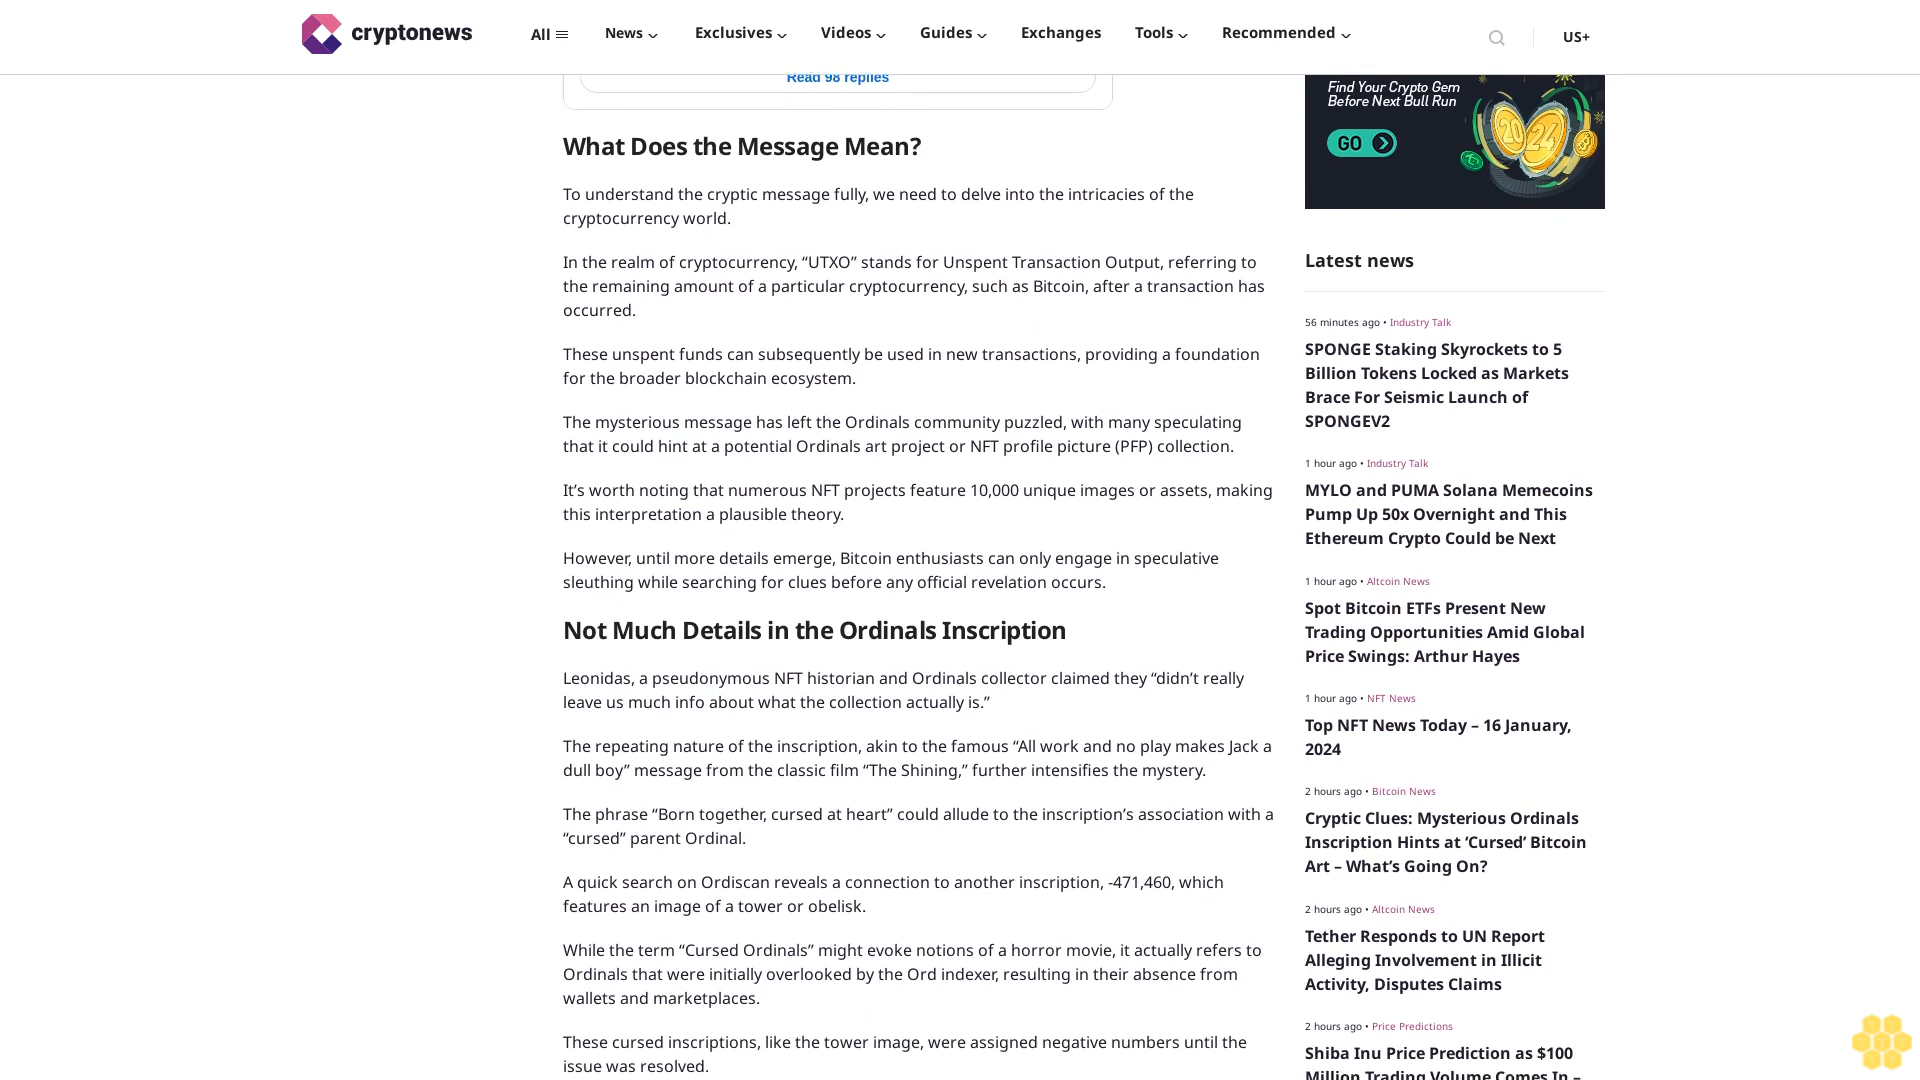 cryptonews
All
News
Exclusives
Videos
Guides
Exchanges
Tools
Recommended
US+
Read 98 replies
What Does the Message Mean?
To understand the cryptic message fully, we need to delve into the intricacies of the
cryptocurrency world.
In the realm of cryptocurrency, “UTXO” stands for Unspent Transaction Output, referring to
the remaining amount of a particular cryptocurrency, such as Bitcoin, after a transaction has
occurred.
These unspent funds can subsequently be used in new transactions, providing a foundation
for the broader blockchain ecosystem.
The mysterious message has left the Ordinals community puzzled, with many speculating
that it could hint at a potential Ordinals art project or NFT profile picture (PFP) collection.
It’s worth noting that numerous NFT projects feature 10,000 unique images or assets, making
this interpretation a plausible theory.
However, until more details emerge, Bitcoin enthusiasts can only engage in speculative
sleuthing while searching for clues before any official revelation occurs.
Not Much Details in the Ordinals Inscription
Leonidas, a pseudonymous NFT historian and Ordinals collector claimed they “didn’t really
leave us much info about what the collection actually is.”
The repeating nature of the inscription, akin to the famous “All work and no play makes Jack a
dull boy” message from the classic film “The Shining,” further intensifies the mystery.
The phrase “Born together, cursed at heart” could allude to the inscription’s association with a
“cursed” parent Ordinal.
A quick search on Ordiscan reveals a connection to another inscription, -471,460, which
features an image of a tower or obelisk.
While the term “Cursed Ordinals” might evoke notions of a horror movie, it actually refers to
Ordinals that were initially overlooked by the Ord indexer, resulting in their absence from
wallets and marketplaces.
These cursed inscriptions, like the tower image, were assigned negative numbers until the
issue was resolved.
Find Your Crypto Gem
Before Next Bull Run
GO
20
24
Latest news
56 minutes ago • Industry Talk
SPONGE Staking Skyrockets to 5
Billion Tokens Locked as Markets
Brace For Seismic Launch of
SPONGEV2
1 hour ago • Industry Talk
MYLO and PUMA Solana Memecoins
Pump Up 50x Overnight and This
Ethereum Crypto Could be Next
1 hour ago • Altcoin News
Spot Bitcoin ETFs Present New
Trading Opportunities Amid Global
Price Swings: Arthur Hayes
1 hour ago • NFT News
Top NFT News Today – 16 January,
2024
2 hours ago • Bitcoin News
Cryptic Clues: Mysterious Ordinals
Inscription Hints at ‘Cursed’ Bitcoin
Art – What’s Going On?
2 hours ago • Altcoin News
Tether Responds to UN Report
Alleging Involvement in Illicit
Activity, Disputes Claims
2 hours ago • Price Predictions
Shiba Inu Price Prediction as $100
Million Trading Volume Comes In –